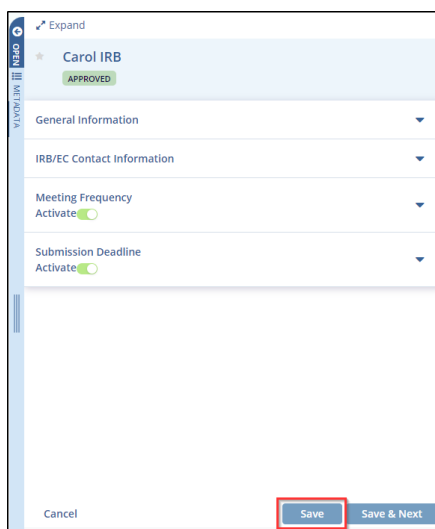 Expand
OPEN
METADATA
Carol IRB
APPROVED
General Information
IRB/EC Contact Information
Meeting Frequency
Activate
Submission Deadline
Activate
Cancel
Save
Save & Next